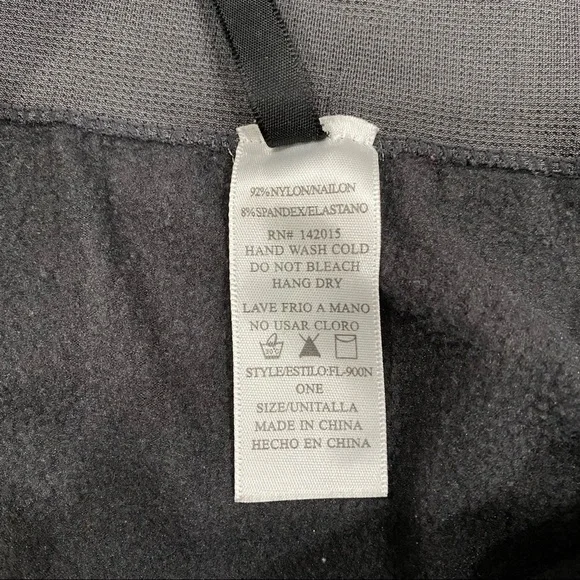 92%NYLON/NAILON
8%SPANDEX/ELASTANO
RN# 142015
HAND WASH COLD
DO NOT BLEACH
HANG DRY
LAVE FRIO A MANO
NO USAR CLORO
30°C
STYLE/ESTILO:FL-900N
ONE
SIZE/UNITALLA
MADE IN CHINA
HECHO EN CHINA